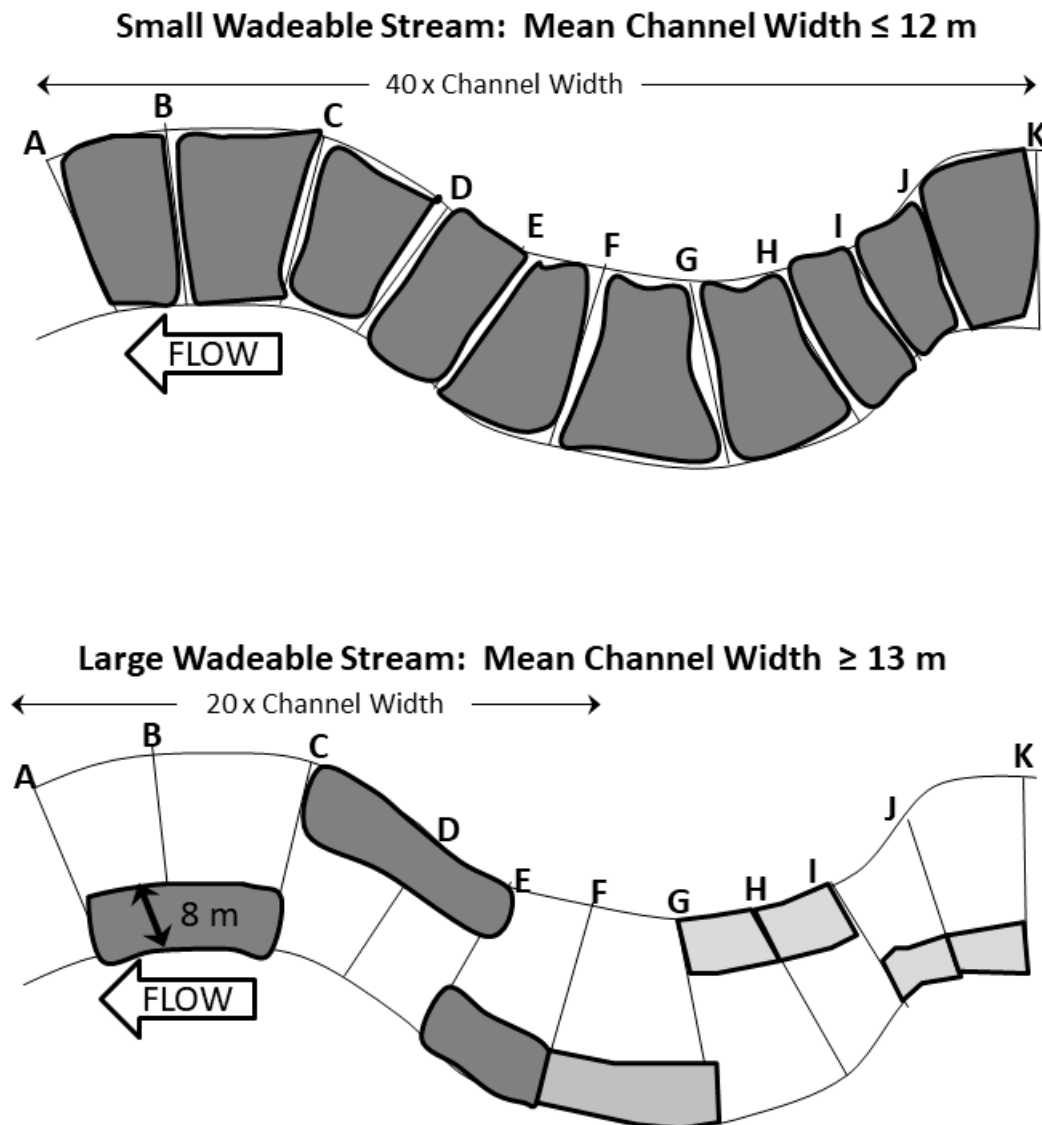 Small Wadeable Stream: Mean Channel Width ≤ 12 m
40 x Channel Width
A
B
C
D
E
F
G
H
I
J
K
FLOW
Large Wadeable Stream: Mean Channel Width ≥ 13 m
20 x Channel Width
A
B
C
D
E
F
G
H
I
J
K
8 m
FLOW